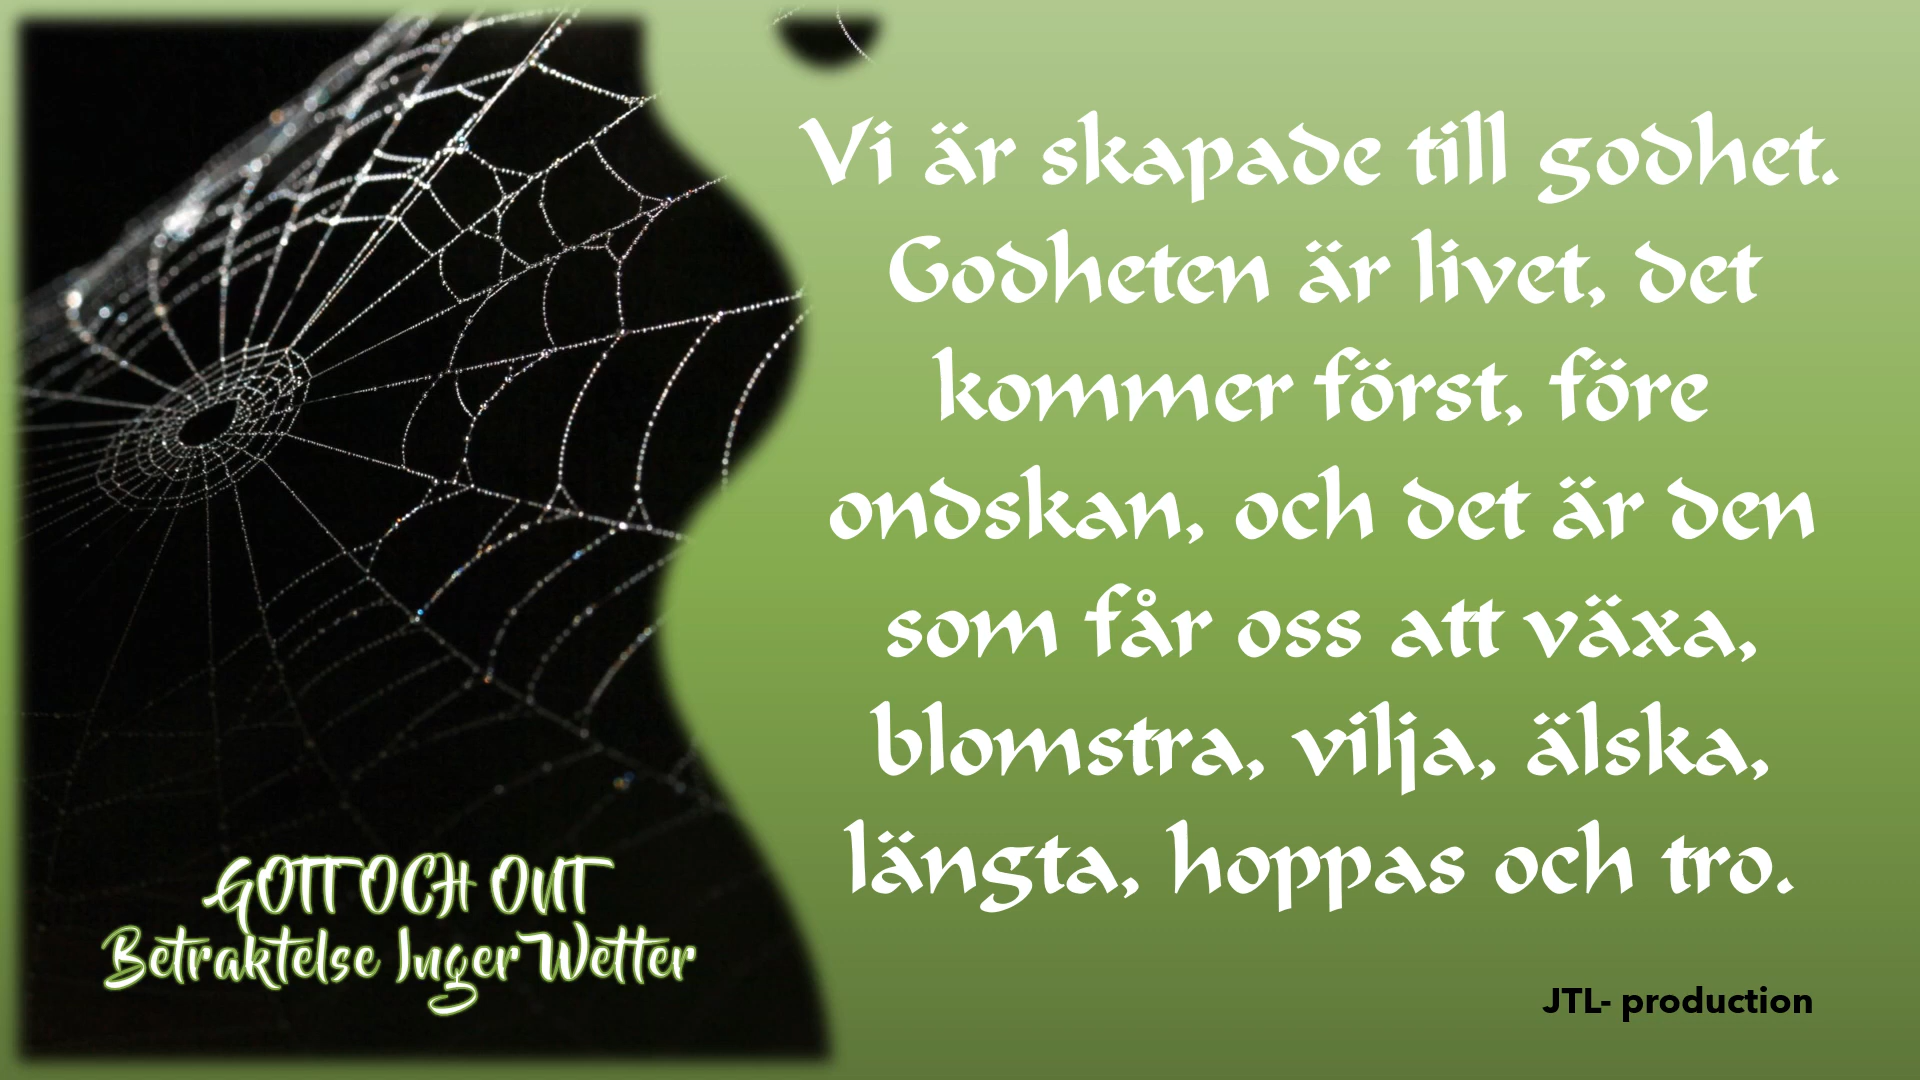 Vi är skapade till godhet.
Godheten är livet, det
kommer först, före
ondskan, och det är den
som får oss att växa,
blomstra, vilja, älska,
längta, hoppas och tro.
GOTT OCH ONT
Betraktelse Inger Wetter
JTL- production